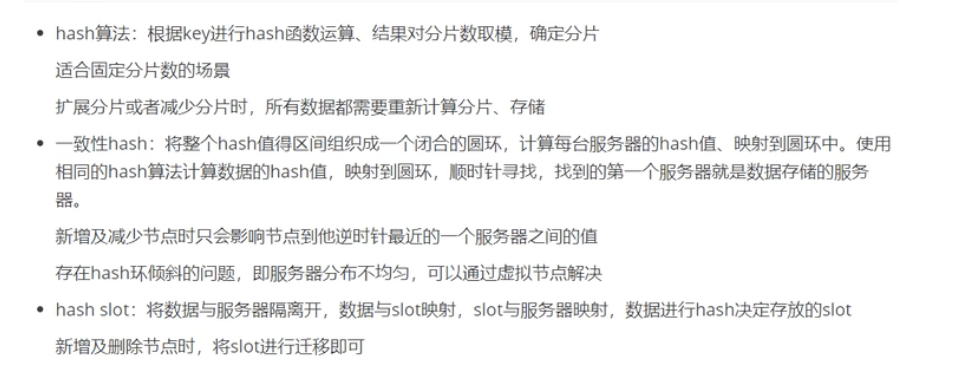 hash算法：根据key进行hash函数运算、结果对分片数取模，确定分片
适合固定分片数的场景
扩展分片或者减少分片时，所有数据都需要重新计算分片、存储
一致性hash：将整个hash值得区间组织成一个闭合的圆环，计算每台服务器的hash值、映射到圆环中。使用
相同的hash算法计算数据的hash值，映射到圆环，顺时针寻找，找到的第一个服务器就是数据存储的服务
器。
新增及减少节点时只会影响节点到他逆时针最近的一个服务器之间的值
存在hash环倾斜的问题，即服务器分布不均匀，可以通过虚拟节点解决
hash slot：将数据与服务器隔离开，数据与slot映射，slot与服务器映射，数据进行hash决定存放的slot
新增及删除节点时，将slot进行迁移即可